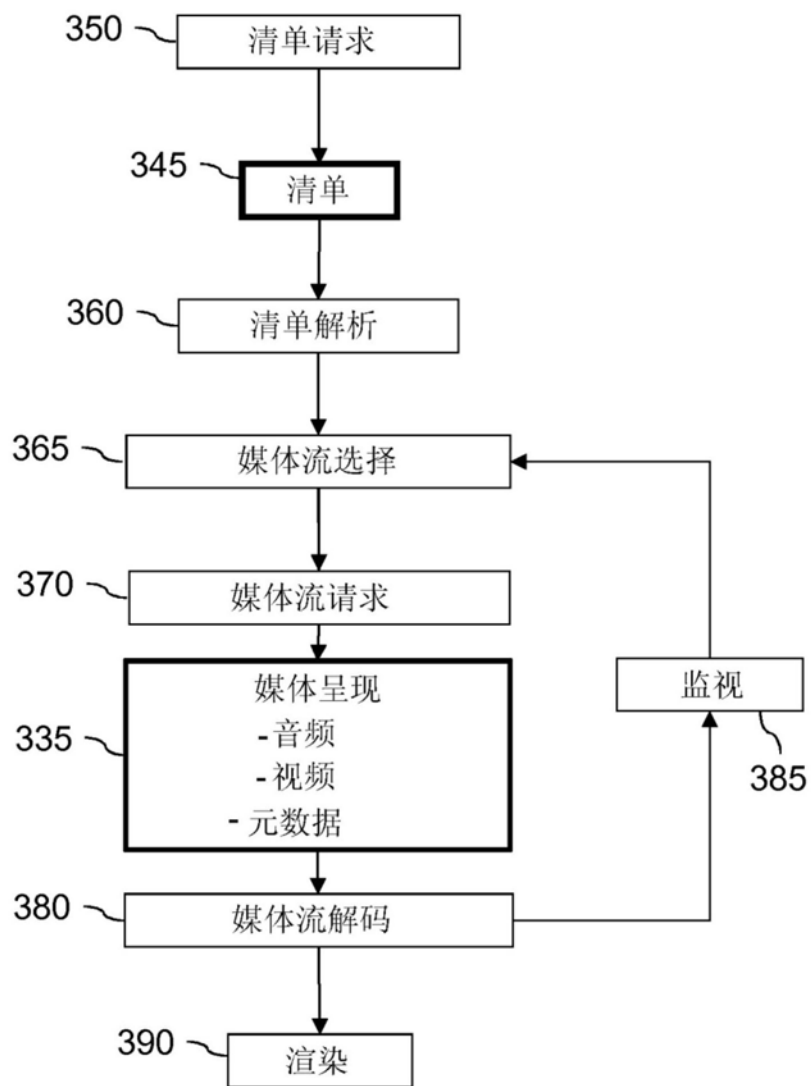 350
清单请求
345
清单
360
清单解析
365
媒体流选择
370
媒体流请求
335
媒体呈现
-音频
-视频
- 元数据
监视
385
380
媒体流解码
390
渲染